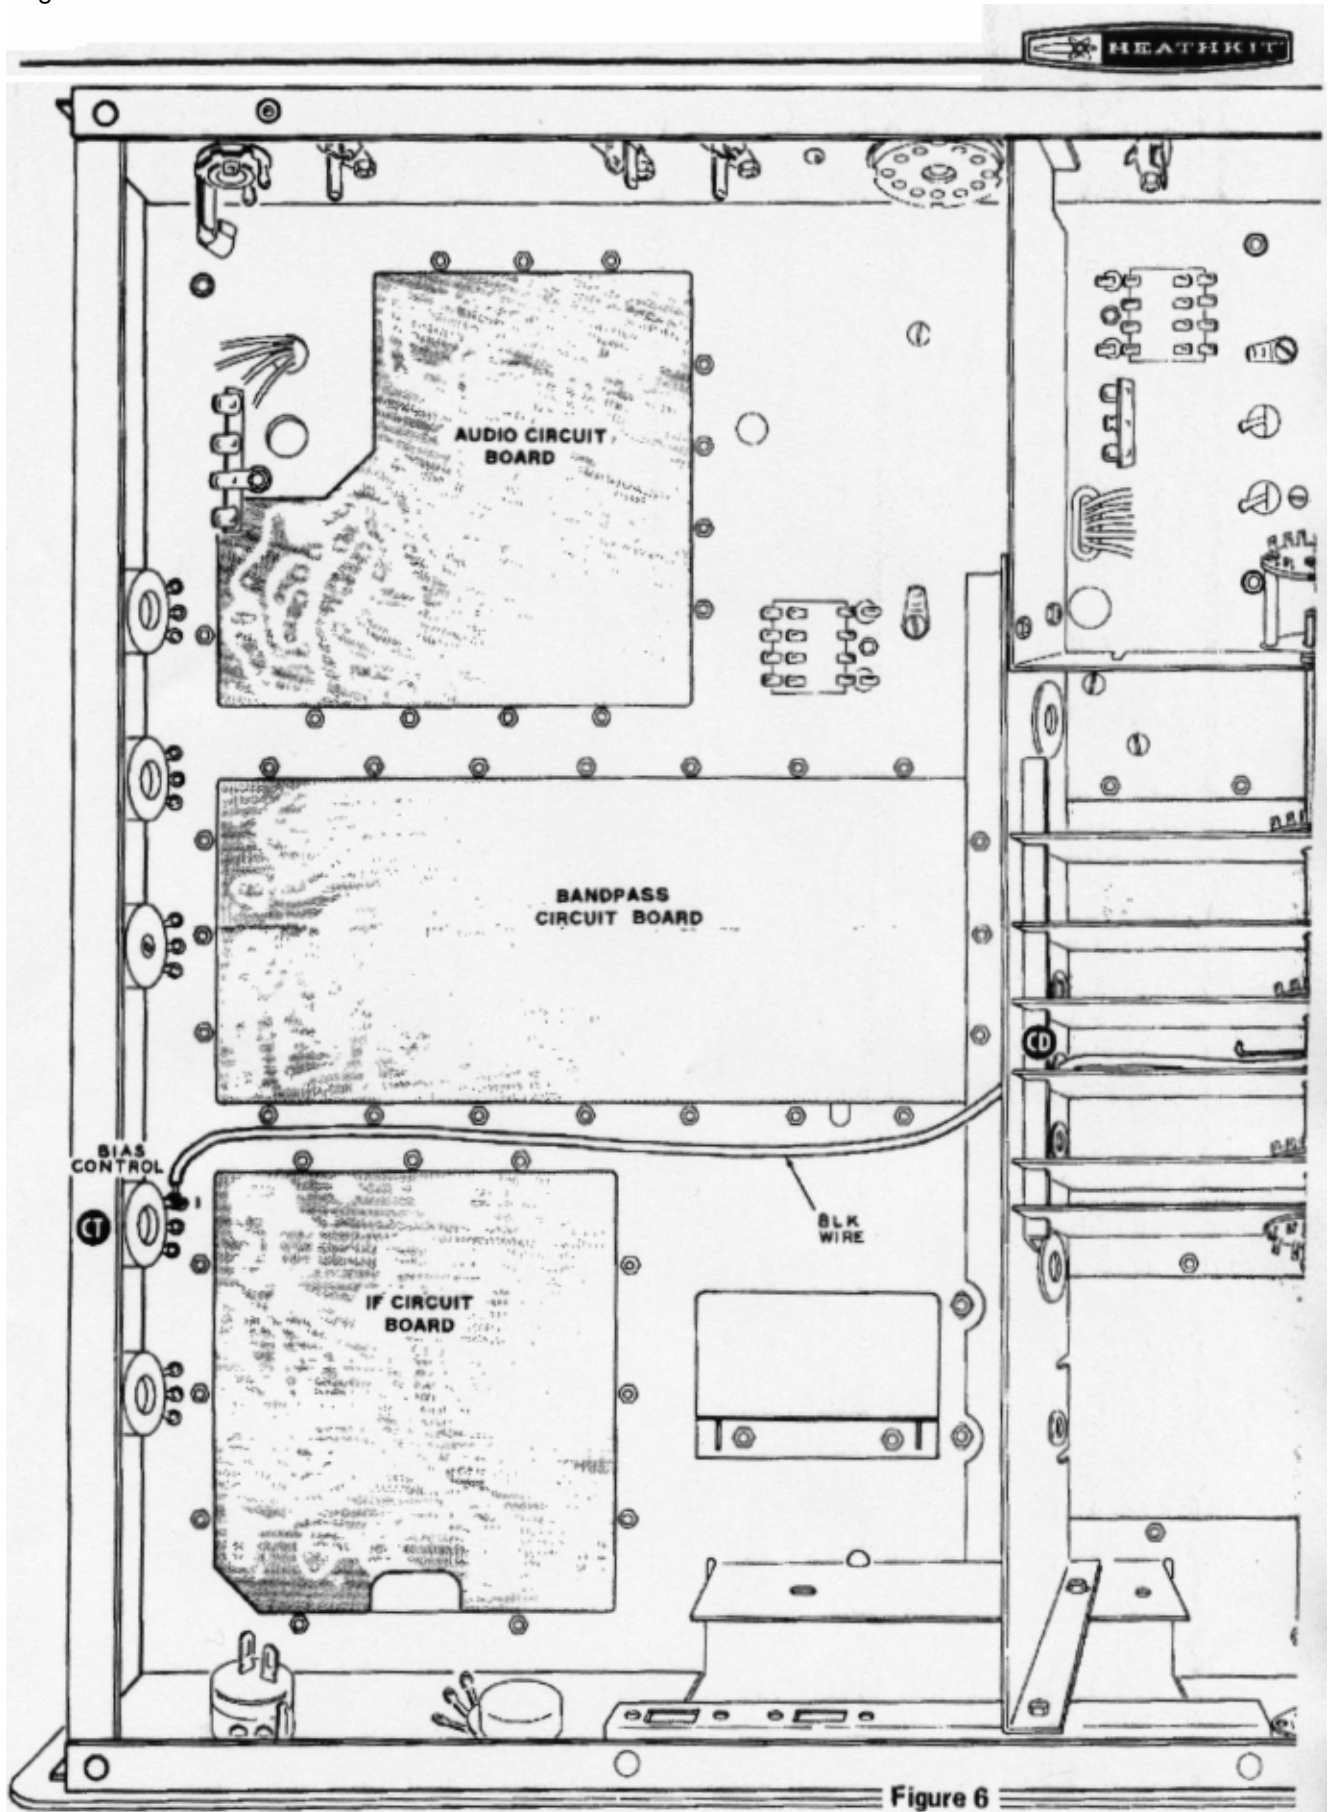 HEATHKIT
AUDIO CIRCUIT
BOARD
BANDPASS
CIRCUIT BOARD
CD
BIAS
CONTROL
CT
1
BLK
WIRE
IF CIRCUIT
BOARD
Figure 6